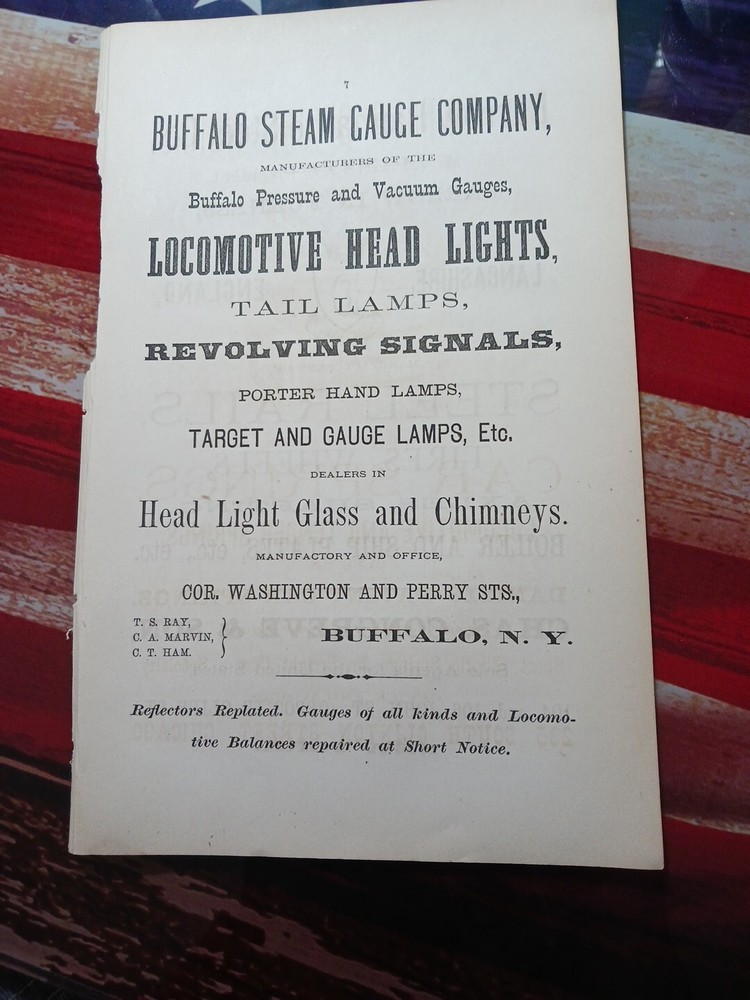 7
BUFFALO STEAM GAUGE COMPANY,
MANUFACTURERS OF THE
Buffalo Pressure and Vacuum Gauges,
LOCOMOTIVE HEAD LIGHTS,
TAIL LAMPS,
REVOLVING SIGNALS,
PORTER HAND LAMPS,
TARGET AND GAUGE LAMPS, Etc.
DEALERS IN
Head Light Glass and Chimneys.
MANUFACTORY AND OFFICE,
COR. WASHINGTON AND PERRY STS.,
T. S. RAY,
C. A. MARVIN,
C. T. HAM.
BUFFALO, N. Y.
Reflectors Replated. Gauges of all kinds and Locomo-
tive Balances repaired at Short Notice.